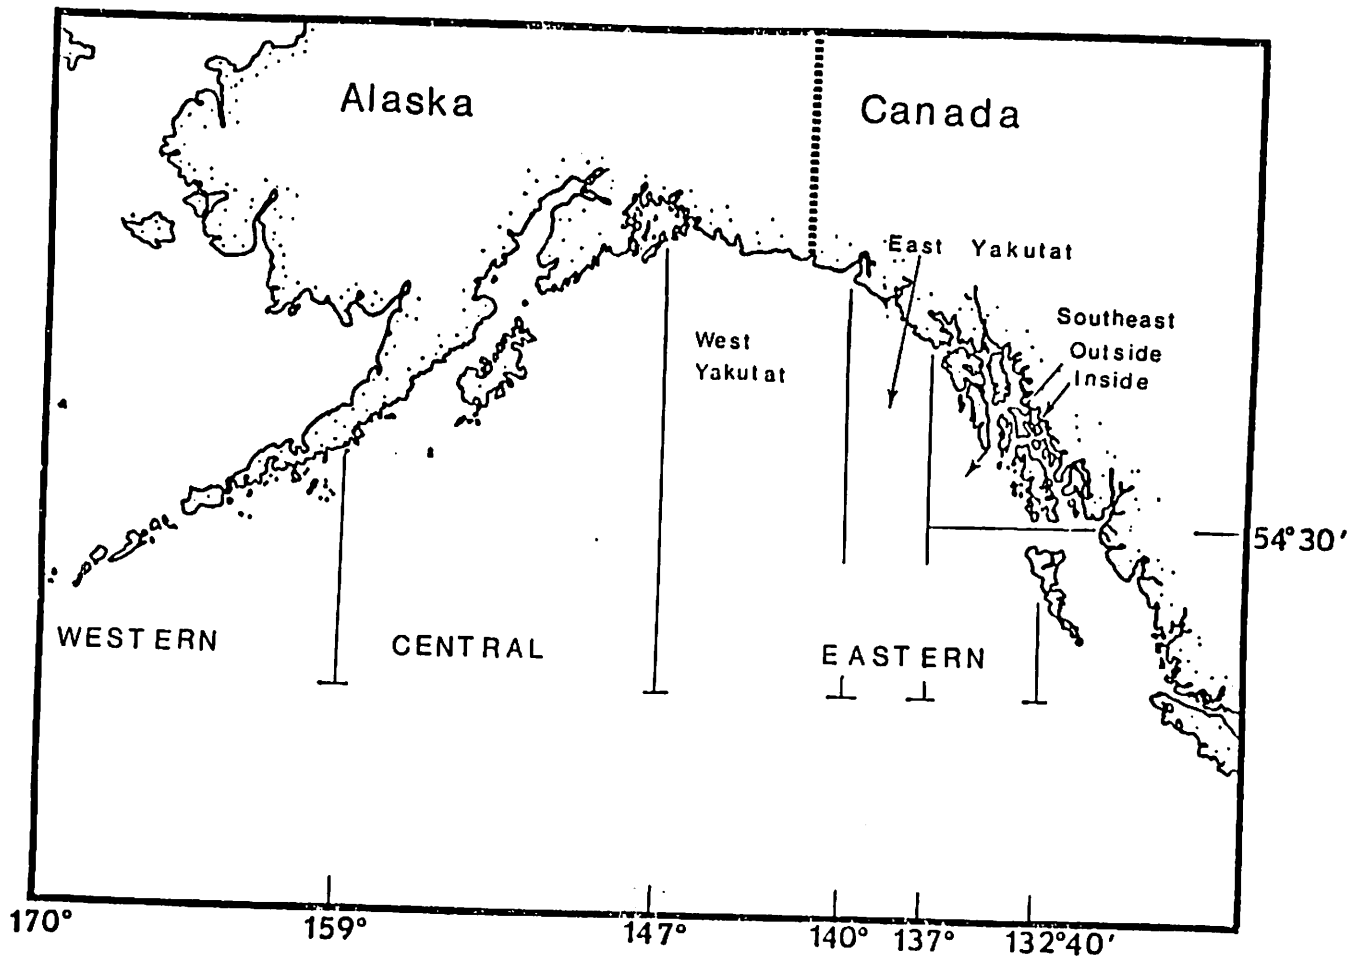 Alaska
Canada
East Yakutat
Southeast
Outside
Inside
West
Yakutat
54°30'
WESTERN
CENTRAL
EASTERN
170°
159°
147°
140°
137°
132°40'